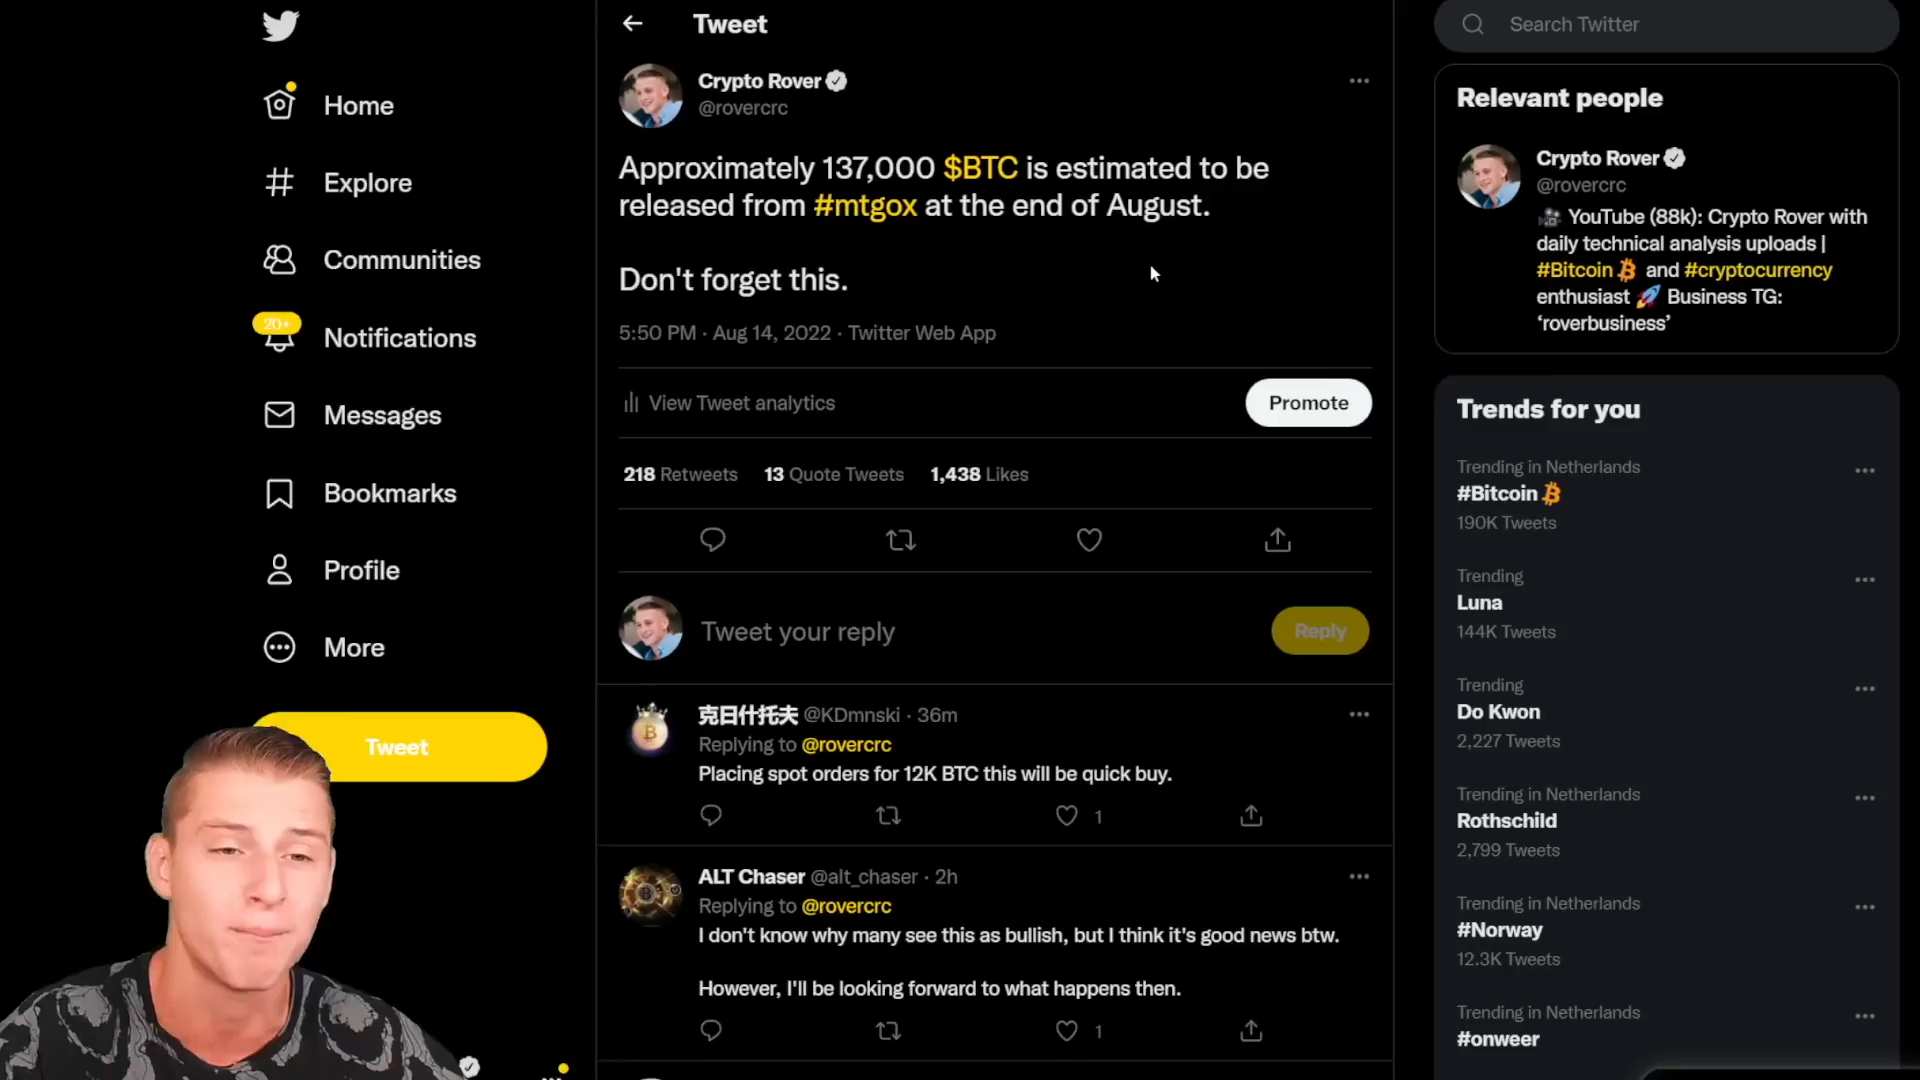 Home
Explore
Communities
20+
Notifications
Messages
Bookmarks
Profile
More
Tweet
Tweet
Crypto Rover
@rovercrc
Approximately 137,000 $BTC is estimated to be
released from #mtgox at the end of August.
Don't forget this.
5:50 PM · Aug 14, 2022 · Twitter Web App
View Tweet analytics
Promote
218 Retweets 13 Quote Tweets 1,438 Likes
Tweet your reply
Reply
克日什托夫 @KDmnski · 36m
Replying to @rovercrc
Placing spot orders for 12K BTC this will be quick buy.
1
ALT Chaser @alt_chaser · 2h
Replying to @rovercrc
I don't know why many see this as bullish, but I think it's good news btw.
However, I'll be looking forward to what happens then.
1
Search Twitter
Relevant people
Crypto Rover
@rovercrc
🎥 YouTube (88k): Crypto Rover with
daily technical analysis uploads |
#Bitcoin and #cryptocurrency
enthusiast 🚀 Business TG:
‘roverbusiness’
Trends for you
Trending in Netherlands
#Bitcoin
190K Tweets
Trending
Luna
144K Tweets
Trending
Do Kwon
2,227 Tweets
Trending in Netherlands
Rothschild
2,799 Tweets
Trending in Netherlands
#Norway
12.3K Tweets
Trending in Netherlands
#onweer